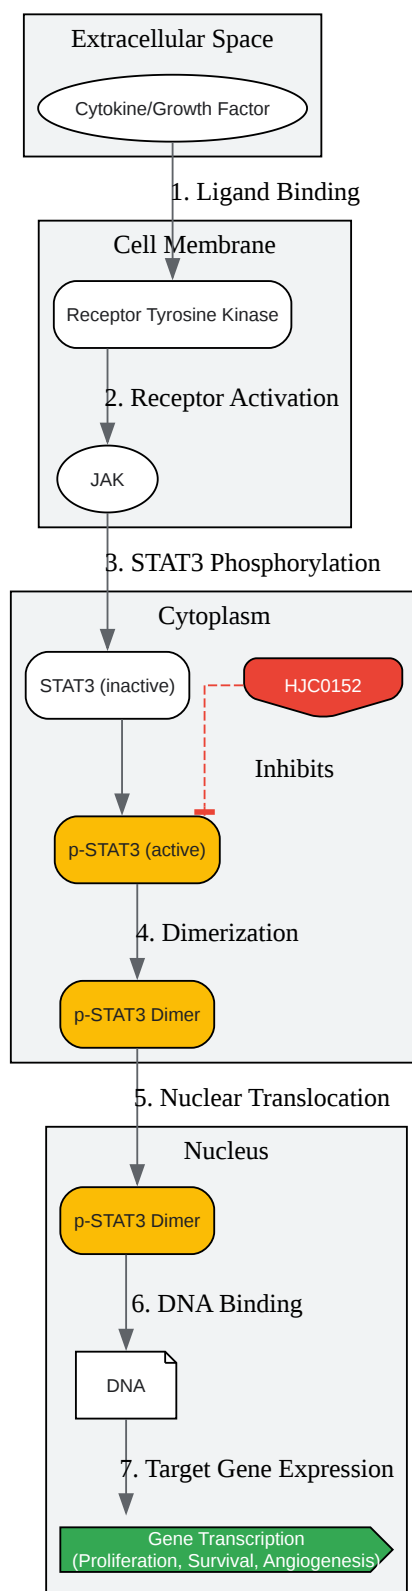 Extracellular Space
Cytokine/Growth Factor
1. Ligand Binding
Cell Membrane
Receptor Tyrosine Kinase
2. Receptor Activation
JAK
3. STAT3 Phosphorylation
Cytoplasm
STAT3 (inactive)
HJC0152
Inhibits
p-STAT3 (active)
4. Dimerization
p-STAT3 Dimer
5. Nuclear Translocation
Nucleus
p-STAT3 Dimer
6. DNA Binding
DNA
7. Target Gene Expression
Gene Transcription
(Proliferation, Survival, Angiogenesis)